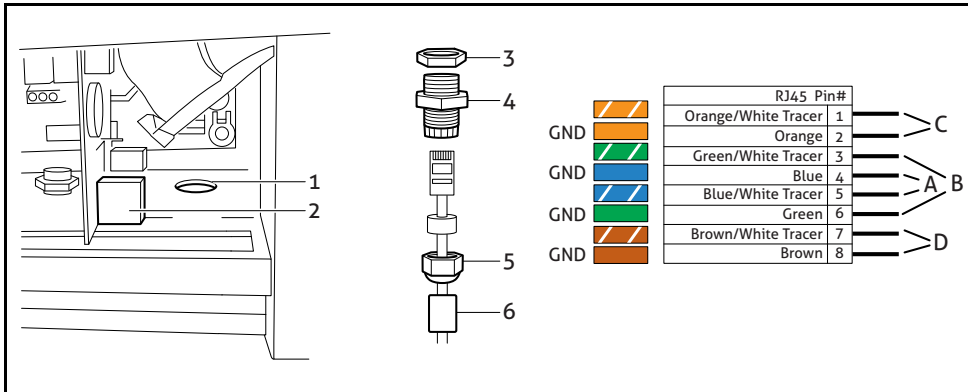 1
2
3
4
5
6
RJ45 Pin#
Orange/White Tracer 1
GND Orange 2
Green/White Tracer 3
GND Blue 4
Blue/White Tracer 5
GND Green 6
Brown/White Tracer 7
GND Brown 8
C
B
A
D